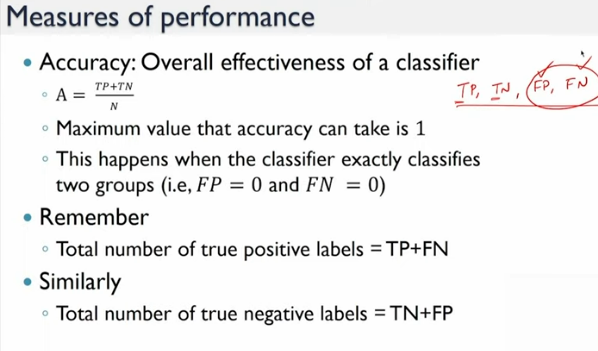 Measures of performance
• Accuracy: Overall effectiveness of a classifier
◦ A = (TP+TN)/N
TP, TN, FP, FN
◦ Maximum value that accuracy can take is 1
◦ This happens when the classifier exactly classifies
two groups (i.e, FP = 0 and FN = 0)
• Remember
◦ Total number of true positive labels = TP+FN
• Similarly
◦ Total number of true negative labels = TN+FP